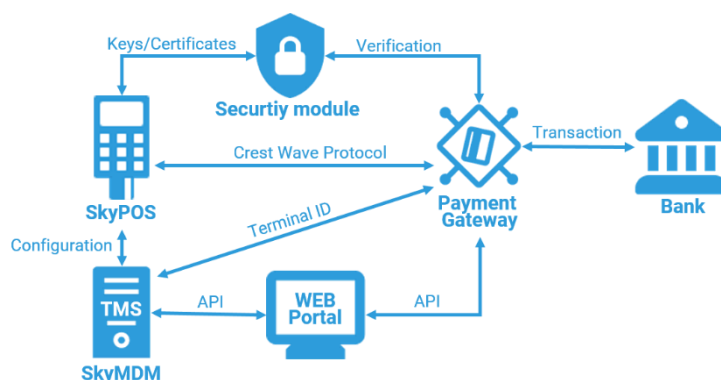 Keys/Certificates
Verification
Securtiy module
Transaction
Crest Wave Protocol
SkyPOS
Payment
Gateway
Bank
Terminal ID
Configuration
TMS
API
WEB
Portal
API
SkyMDM